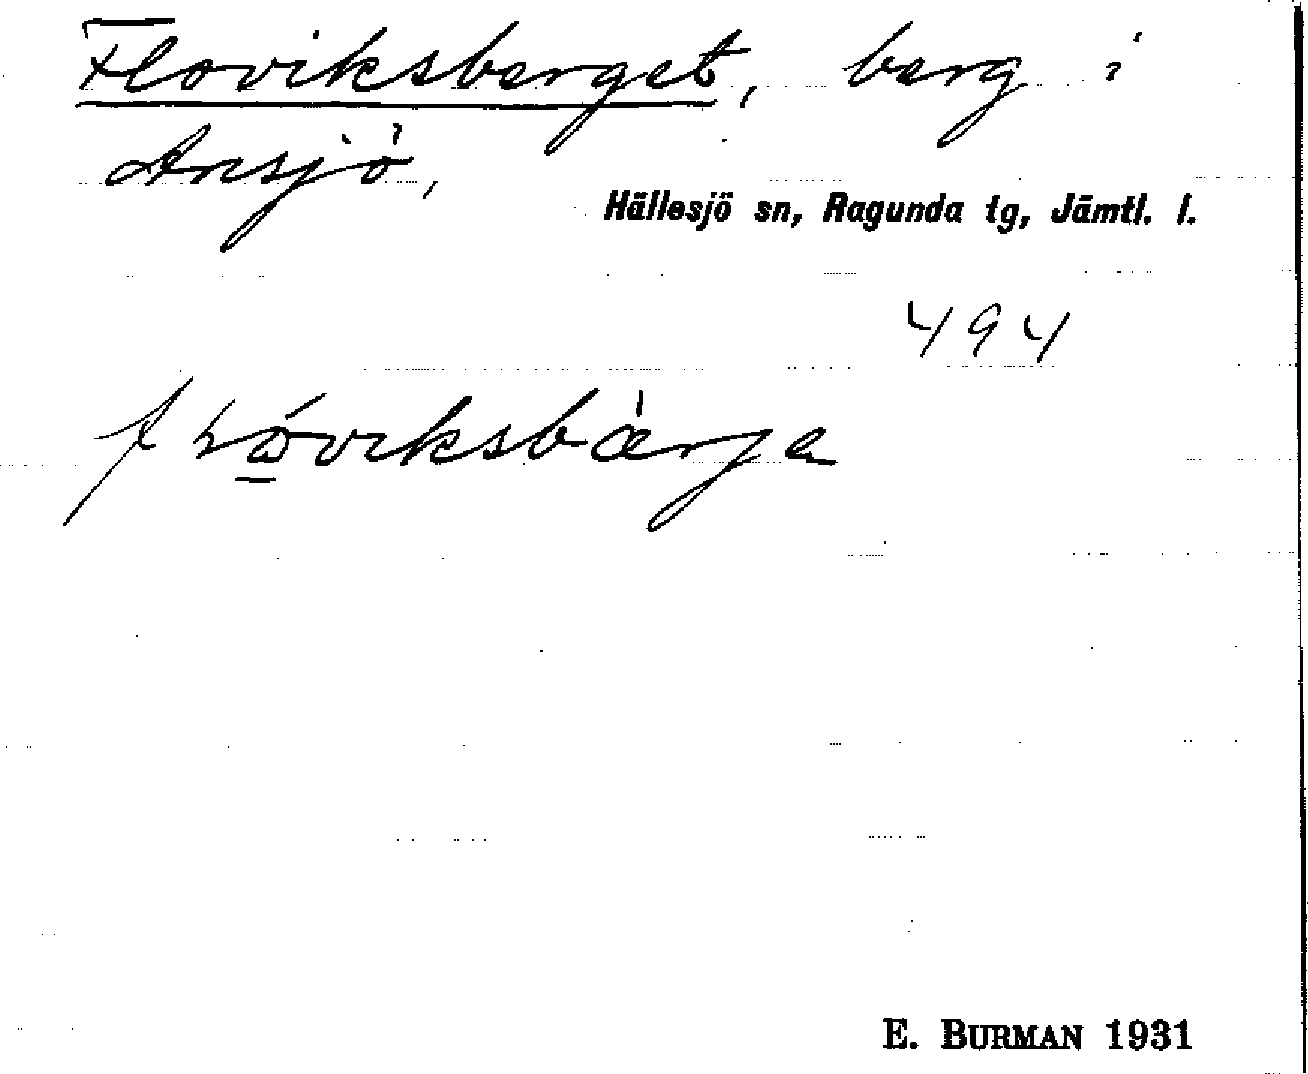 Floviksberget, berg i
Ansjö,
Hällesjö sn, Ragunda tg, Jämtl. l.
494
E. BURMAN 1931